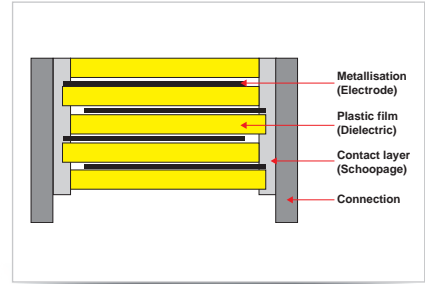 Metallisation
(Electrode)
Plastic film
(Dielectric)
Contact layer
(Schoopage)
Connection